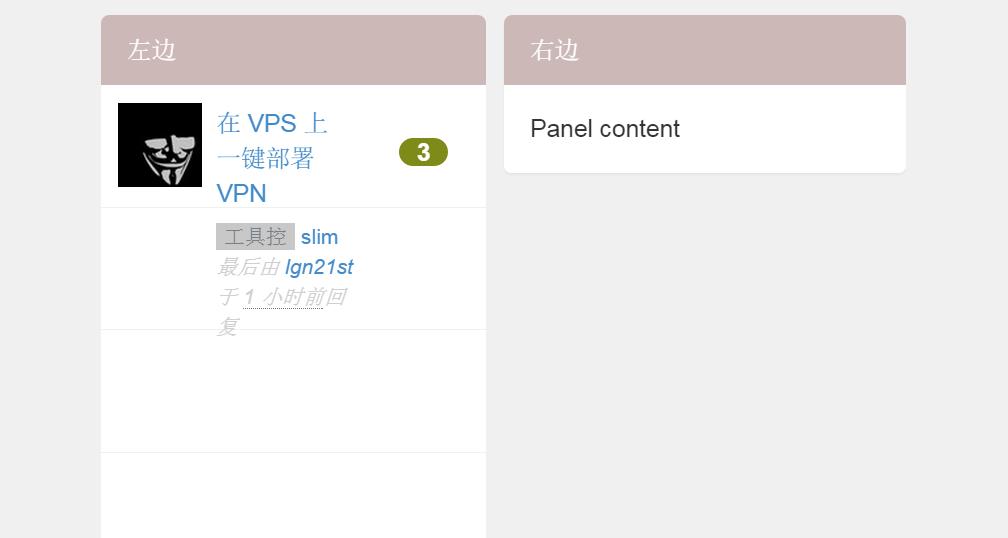 左边
在 VPS 上
一键部署
VPN
3
工具控 slim
最后由 lgn21st
于 1 小时前回
复
右边
Panel content